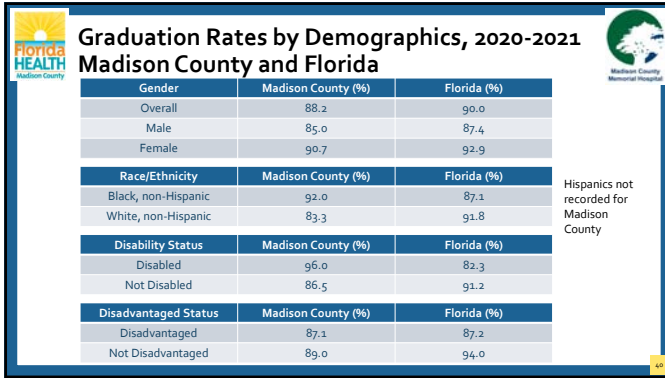 Florida
HEALTH
Madison County
Graduation Rates by Demographics, 2020-2021
Madison County and Florida
Madison County
Memorial Hospital
Gender Madison County (%) Florida (%)
Overall 88.2 90.0
Male 85.0 87.4
Female 90.7 92.9
Race/Ethnicity Madison County (%) Florida (%)
Black, non-Hispanic 92.0 87.1
White, non-Hispanic 83.3 91.8
Hispanics not
recorded for
Madison
County
Disability Status Madison County (%) Florida (%)
Disabled 96.0 82.3
Not Disabled 86.5 91.2
Disadvantaged Status Madison County (%) Florida (%)
Disadvantaged 87.1 87.2
Not Disadvantaged 89.0 94.0
40